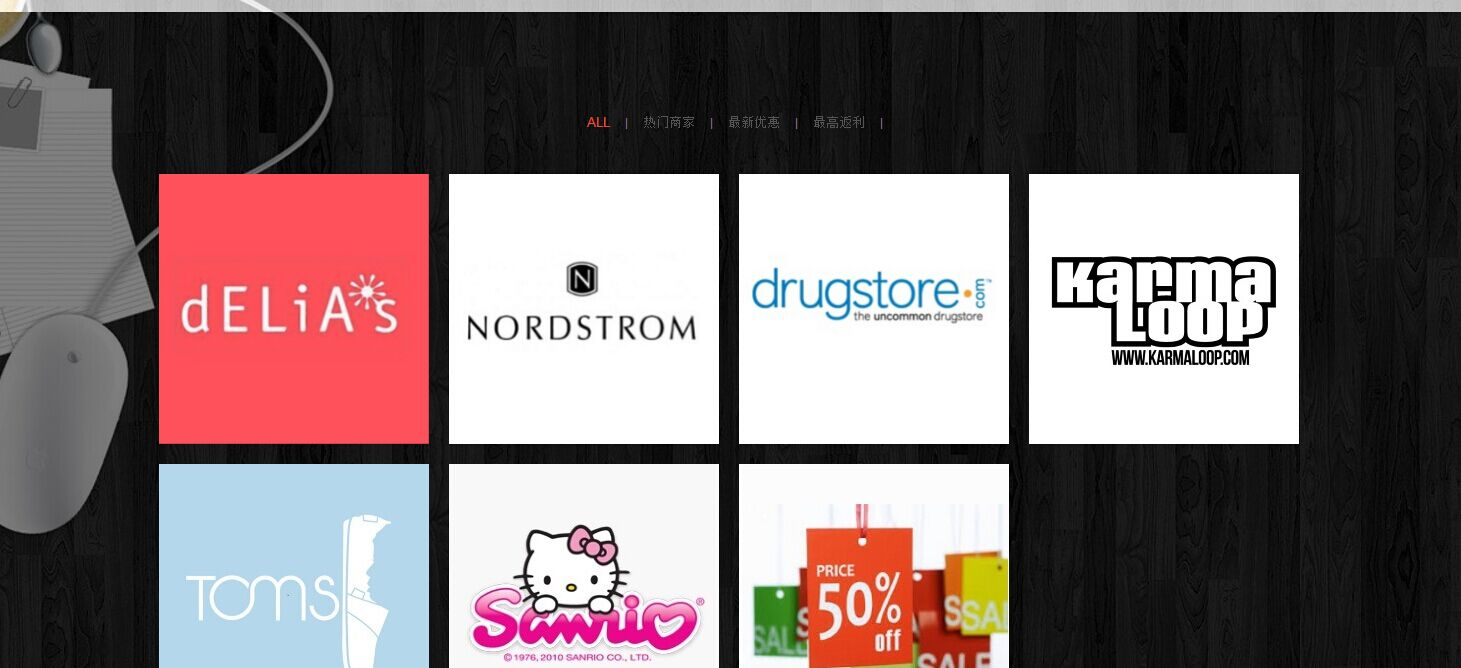 ALL | 热门商家 | 最新优惠 | 最高返利 |
dELiA*s
N
NORDSTROM
drugstore.com
the uncommon drugstore
Karma
LOOP
WWW.KARMALOOP.COM
TOMS
Sanrio®
© 1976, 2010 SANRIO CO., LTD.
PRICE
50%
off
SALE
SSAL
SALE